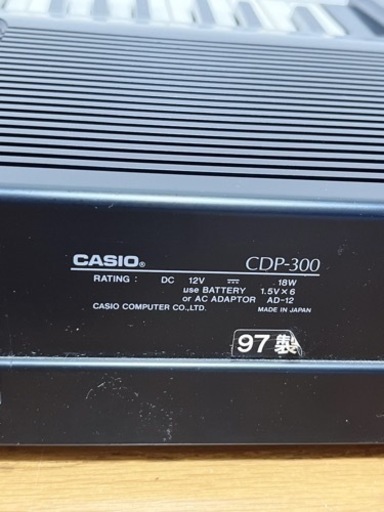 CASIO® CDP-300
RATING : DC 12V ⎓ 18W
use BATTERY 1.5V×6
or AC ADAPTOR AD-12
CASIO COMPUTER CO.,LTD. MADE IN JAPAN
97 製